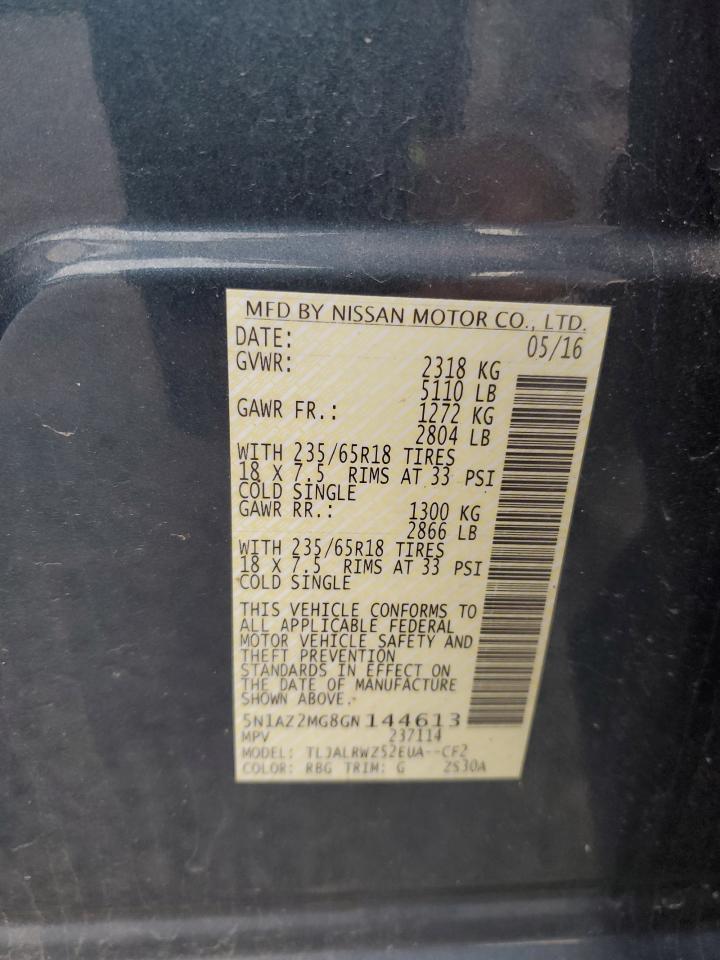 MFD BY NISSAN MOTOR CO., LTD.
DATE: 05/16
GVWR: 2318 KG
5110 LB
GAWR FR.: 1272 KG
2804 LB
WITH 235/65R18 TIRES
18 X 7.5 RIMS AT 33 PSI
COLD SINGLE
GAWR RR.: 1300 KG
2866 LB
WITH 235/65R18 TIRES
18 X 7.5 RIMS AT 33 PSI
COLD SINGLE
THIS VEHICLE CONFORMS TO
ALL APPLICABLE FEDERAL
MOTOR VEHICLE SAFETY AND
THEFT PREVENTION
STANDARDS IN EFFECT ON
THE DATE OF MANUFACTURE
SHOWN ABOVE.
5N1AZ2MG8GN144613
MPV 237114
MODEL: TLJALRWZ52EUA--CF2
COLOR: RBG TRIM: G ZS30A